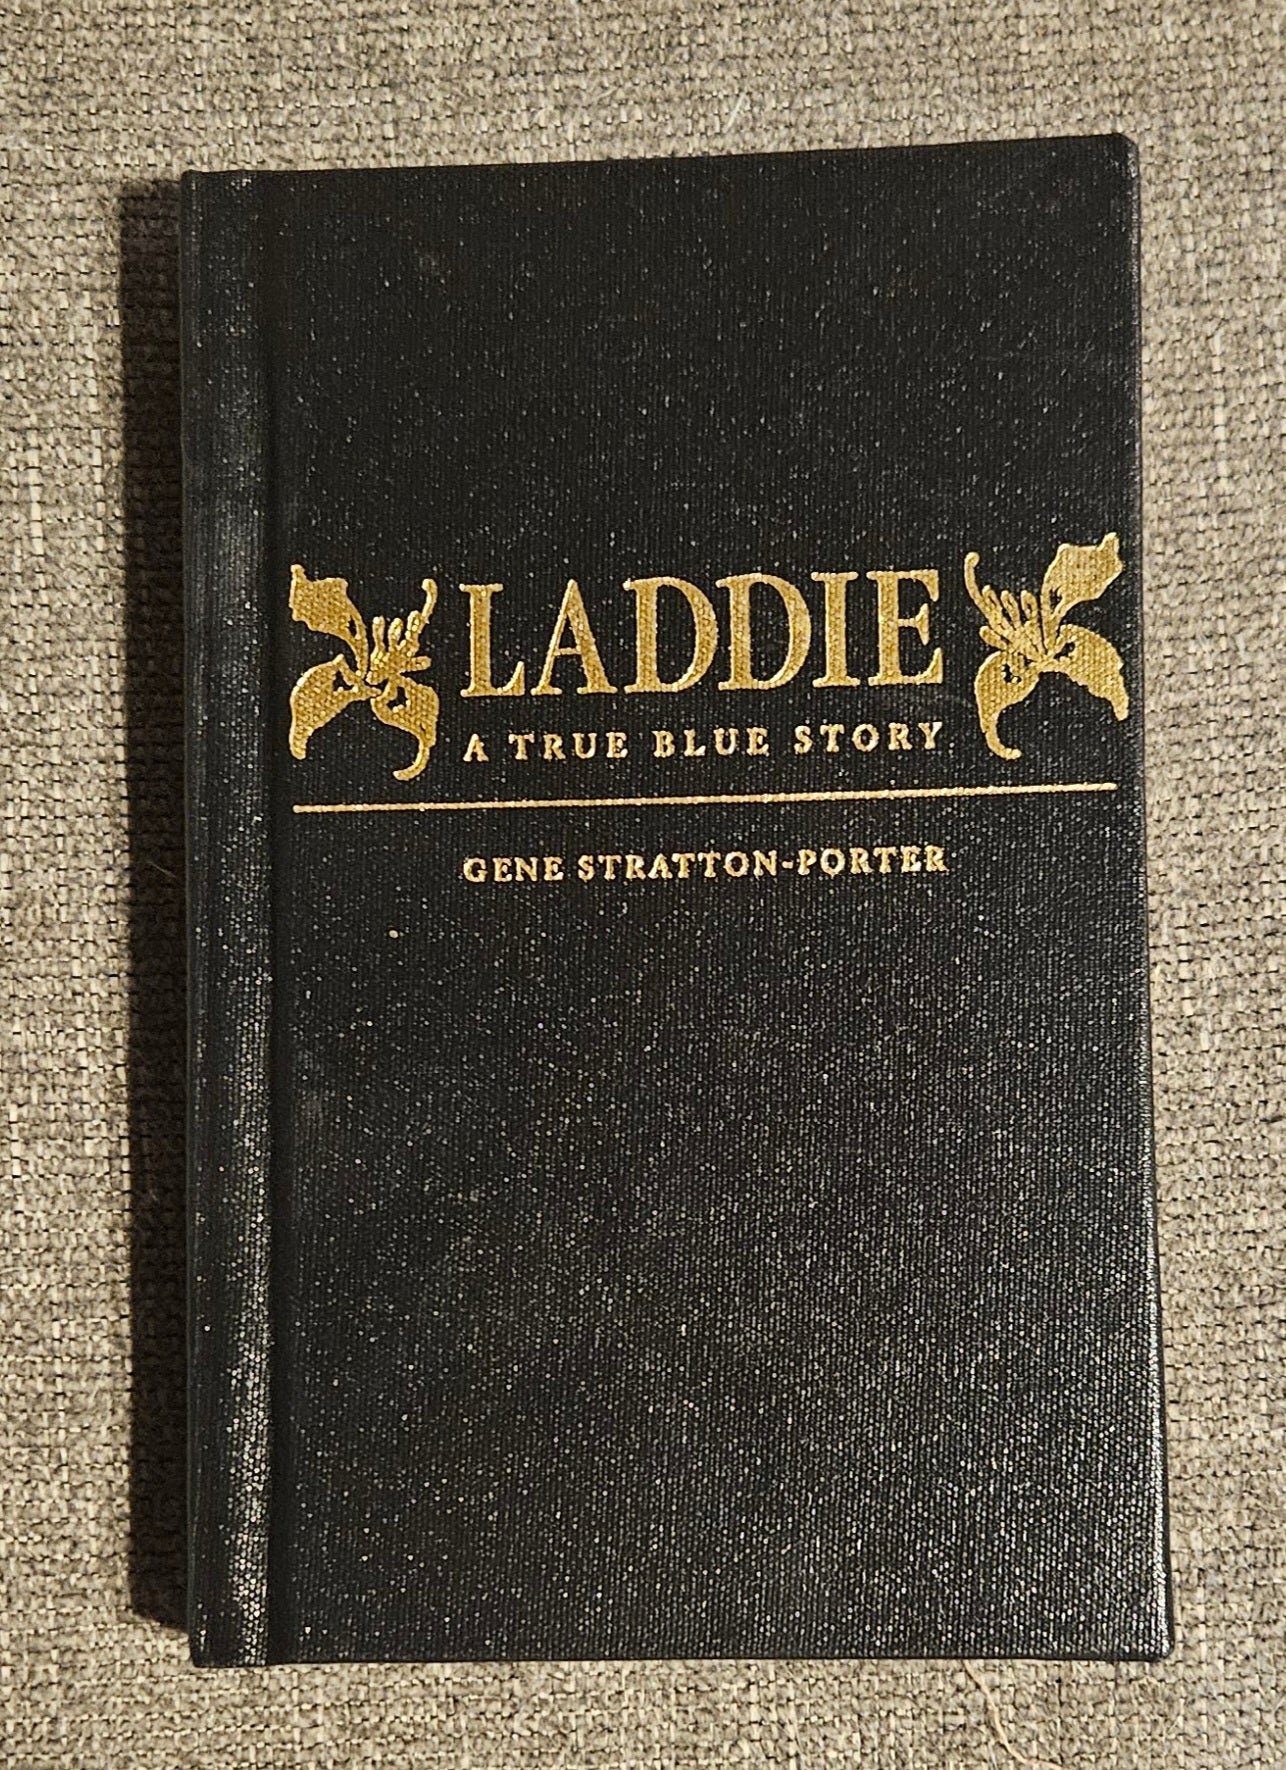 LADDIE
A TRUE BLUE STORY
GENE STRATTON-PORTER